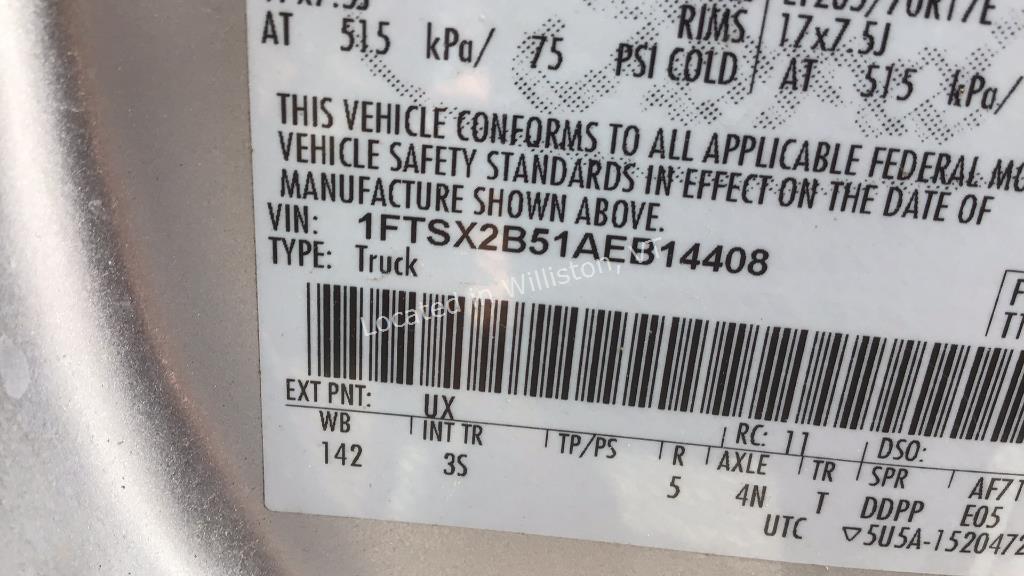 AT 515 kPa/ 75 PSI COLD
RIMS 17x7.5J
AT 515 kPa/
THIS VEHICLE CONFORMS TO ALL APPLICABLE FEDERAL
VEHICLE SAFETY STANDARDS IN EFFECT ON THE DATE OF
MANUFACTURE SHOWN ABOVE.
VIN: 1FTSX2B51AEB14408
TYPE: Truck
Located in Williston,
EXT PNT: UX RC: 11 DSO:
WB INT TR TP/PS R AXLE TR SPR
142 3S 5 4N T DDPP E05 AF71
UTC ▽5U5A-1520472